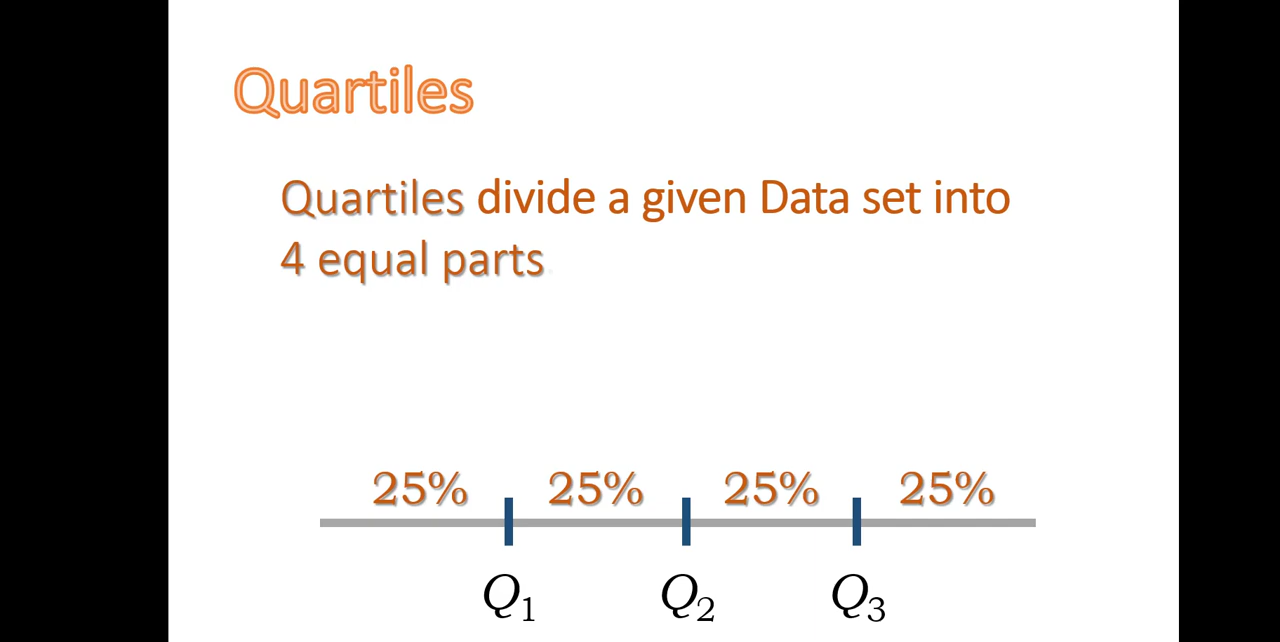 Quartiles
Quartiles divide a given Data set into
4 equal parts
25% 25% 25% 25%
Q1 Q2 Q3